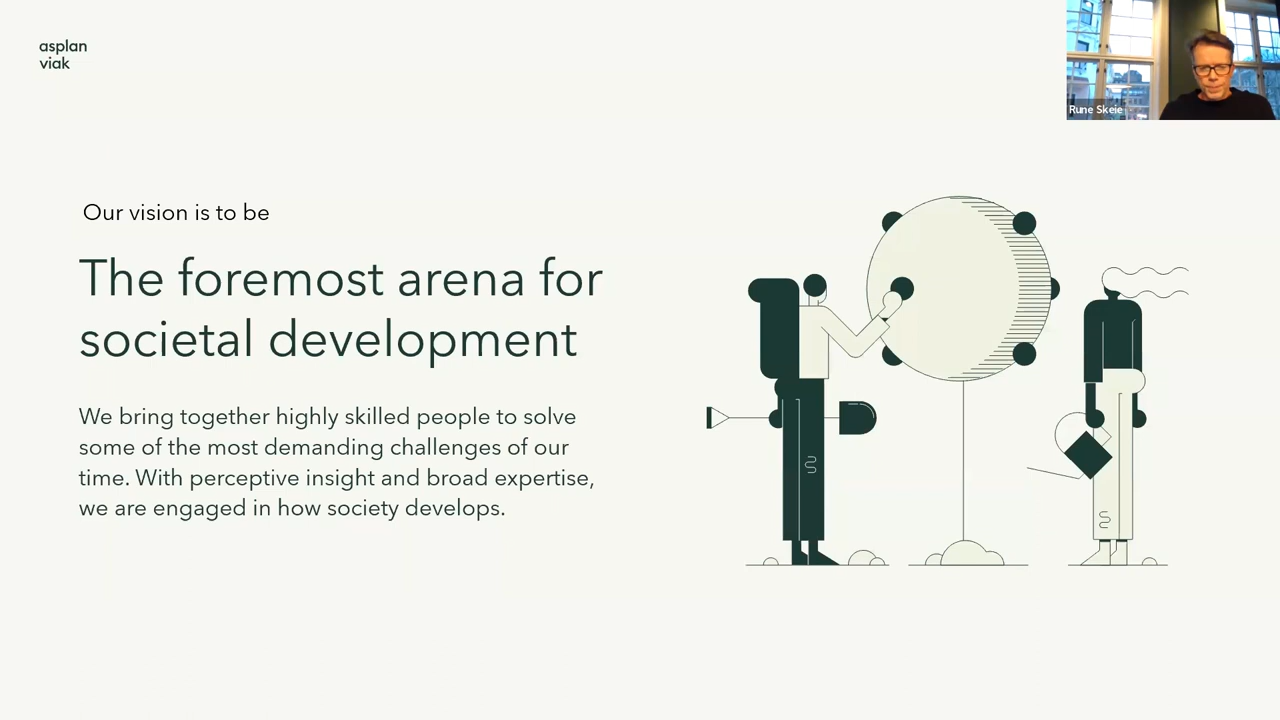 asplan
viak
Rune Skeie
Our vision is to be
The foremost arena for
societal development
We bring together highly skilled people to solve
some of the most demanding challenges of our
time. With perceptive insight and broad expertise,
we are engaged in how society develops.